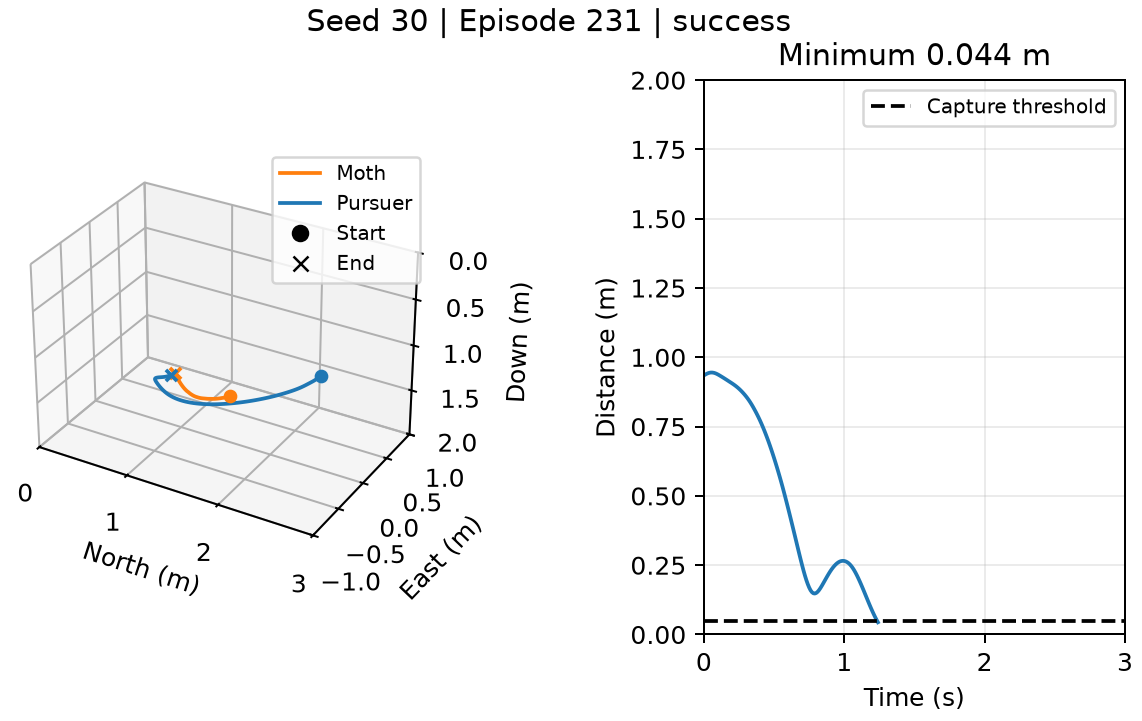 Seed 30 | Episode 231 | success
Moth
Pursuer
Start
End
0.0
0.5
1.0
1.5
2.0
Down (m)
1.0
0.5
0.0
−0.5
−1.0
East (m)
0
1
2
3
North (m)
Minimum 0.044 m
Capture threshold
2.00
1.75
1.50
1.25
1.00
0.75
0.50
0.25
0.00
Distance (m)
0
1
2
3
Time (s)